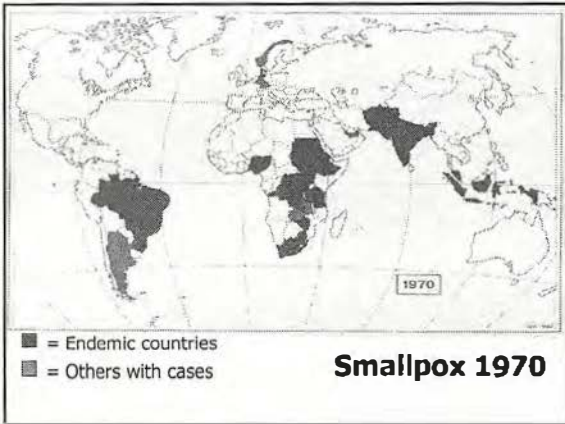 1970
= Endemic countries
= Others with cases
Smallpox 1970